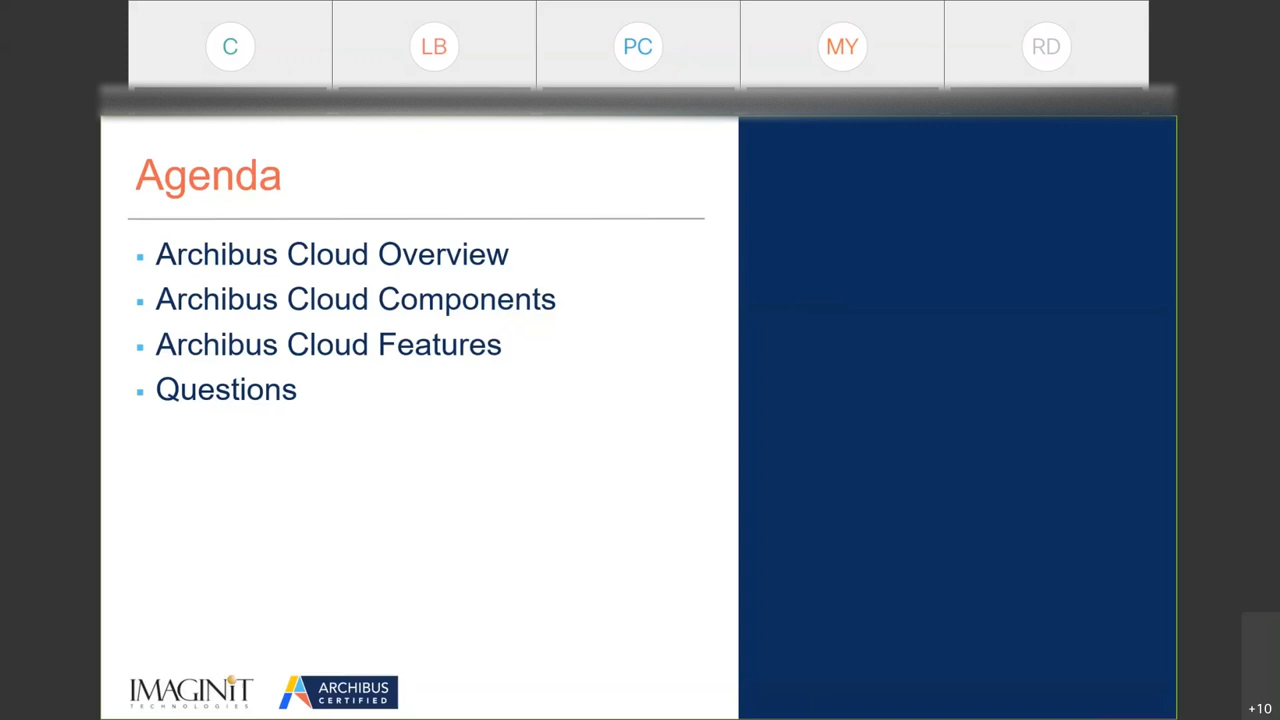 C
LB
PC
MY
RD
Agenda
Archibus Cloud Overview
Archibus Cloud Components
Archibus Cloud Features
Questions
IMAGINiT
TECHNOLOGIES
ARCHIBUS
CERTIFIED
+10